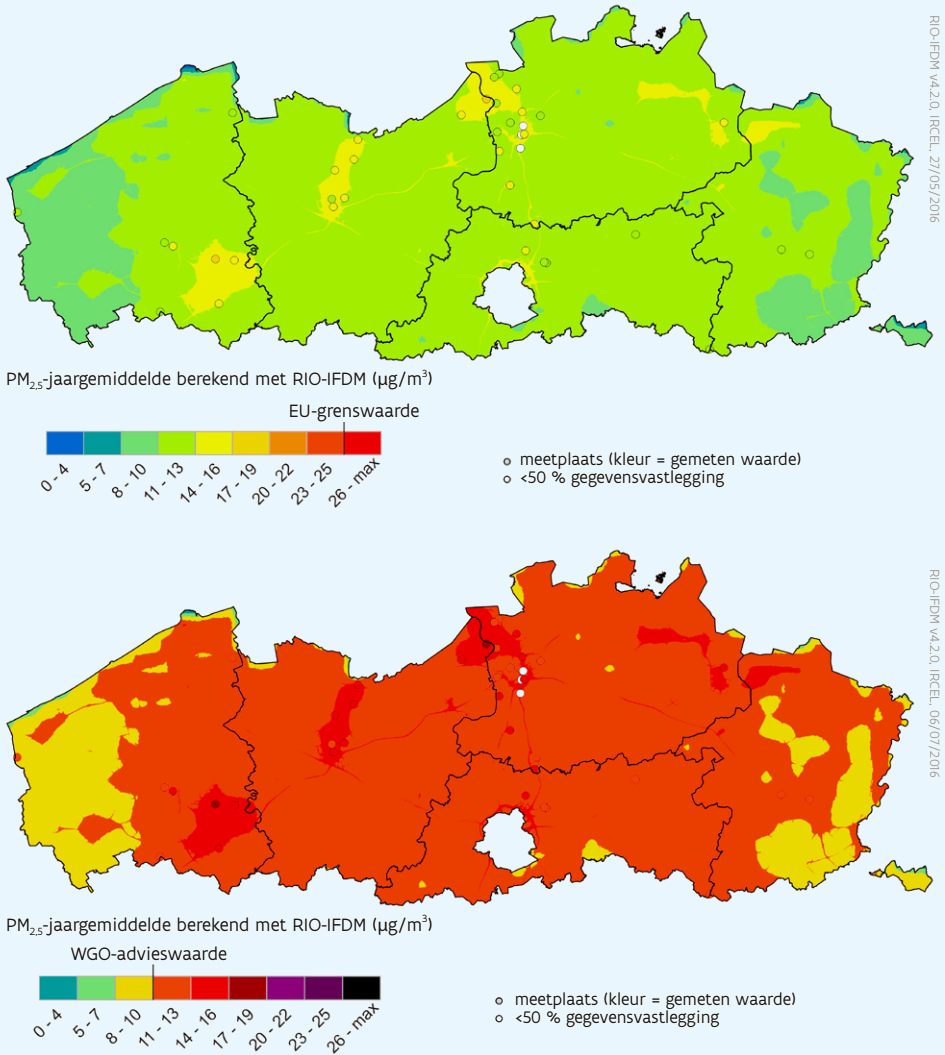 RIO-IFDM v4.2.0, IRCEL, 27/05/2016
PM2,5-jaargemiddelde berekend met RIO-IFDM (µg/m³)
EU-grenswaarde
0 - 4
5 - 7
8 - 10
11 - 13
14 - 16
17 - 19
20 - 22
23 - 25
26 - max
meetplaats (kleur = gemeten waarde)
<50 % gegevensvastlegging
RIO-IFDM v4.2.0, IRCEL, 06/07/2016
PM2,5-jaargemiddelde berekend met RIO-IFDM (µg/m³)
WGO-advieswaarde
0 - 4
5 - 7
8 - 10
11 - 13
14 - 16
17 - 19
20 - 22
23 - 25
26 - max
meetplaats (kleur = gemeten waarde)
<50 % gegevensvastlegging